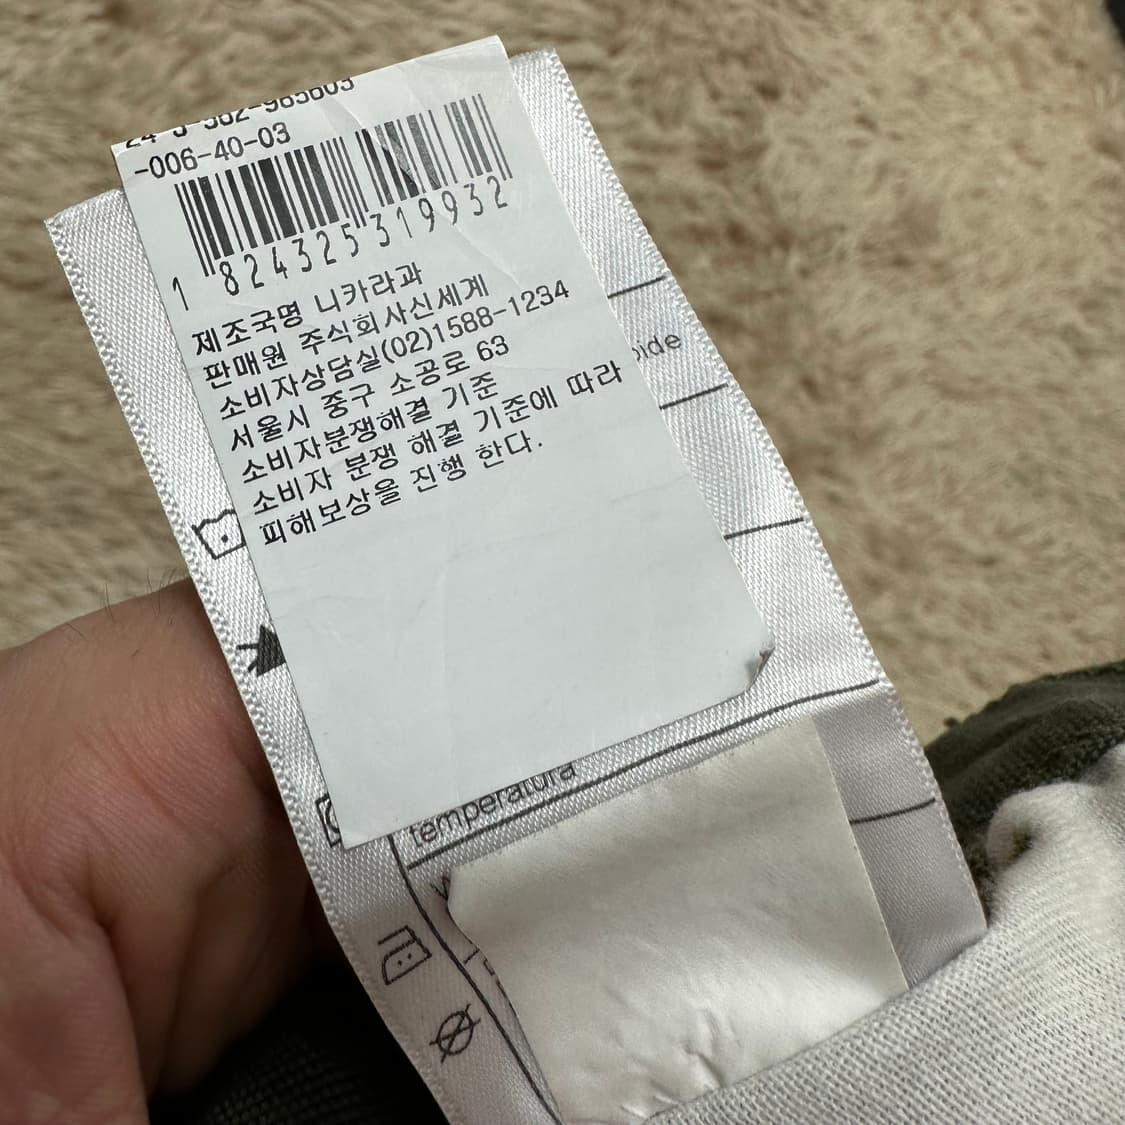 -006-40-03
1 824325 319932
제조국명 니카라과
판매원 주식회사신세계
소비자상담실(02)1588-1234
서울시 중구 소공로 63
소비자분쟁해결 기준
소비자 분쟁 해결 기준에 따라
피해보상을 진행 한다.
temperatura